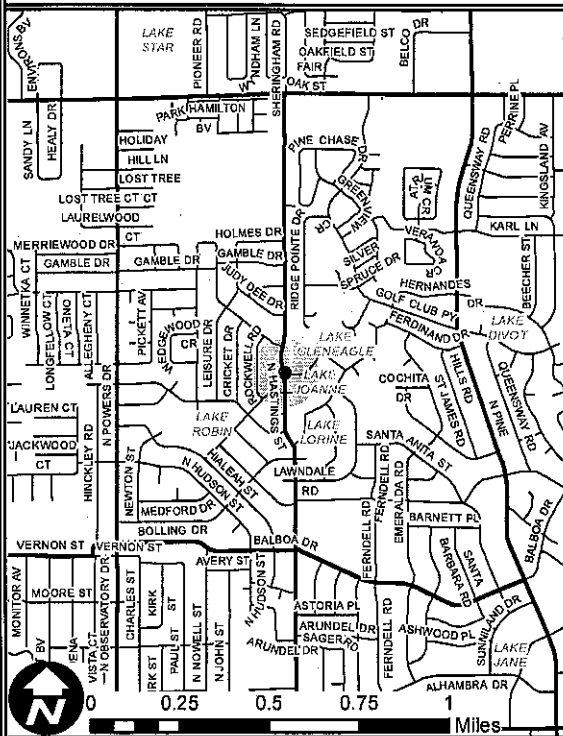 ENVIRONS BV
LAKE
STAR
PIONEER RD
WNDHAM LN
SHERINGHAM RD
SEDGEFIELD ST
OAKFIELD ST
FAIR
OAK ST
BELCO DR
SANDY LN
HEALY DR
PARK HAMILTON
BV
HOLIDAY
HILL LN
LOST TREE
LOST TREE CT CT
LAURELWOOD
CT
PINE CHASE DR
GREENVIEW
CR
QUEENSWAY RD
PERRINE PL
KINGSLAND AV
KARL LN
MERRIEWOOD DR
GAMBLE DR
GAMBLE DR
HOLMES DR
GAMBLE DR
JUDY DEE DR
RIDGE POINTE DR
SILVER
SPRUCE DR
VERANDA
CR
HERNANDES
DR
BEECHER ST
WINNETKA CT
LONGFELLOW CT
ONETA CT
ALLEGHENY CT
N POWERS DR
PICKETT AV
WEDGEWOOD
CR
LEISURE DR
CRICKET DR
ROCKWELL RD
N HASTINGS ST
LAKE
GLENEAGLE
GOLF CLUB PY
FERDINAND DR
LAKE
DIVOT
LAKE
JOANNE
LAKE
LORINE
LAKE
ROBIN
COCHITA
DR
ST JAMES RD
HILLS RD
N PINE
QUEENSWAY RD
LAUREN CT
JACKWOOD
CT
HINCKLEY RD
NEWTON ST
HIALEAH ST
N HUDSON ST
LAWNDALE
RD
SANTA ANITA ST
FERNDELL RD
EMERALDA RD
MEDFORD DR
BOLLING DR
BARNETT PL
BALBOA DR
VERNON ST
VERNON ST
AVERY ST
BALBOA DR
FERNDELL RD
SANTA
BARBARA RD
MONITOR AV
MOORE ST
N OBSERVATORY DR
CHARLES ST
KIRK
ST
N HUDSON ST
ASTORIA PL
ARUNDEL DR
SAGER RD
ARUNDEL DR
ASHWOOD PL
SUNNILAND DR
LAKE
JANE
BV
VISTA CT
KIRK ST
PAUL ST
N NOWELL ST
N JOHN ST
FERNDELL RD
ALHAMBRA DR
N
0 0.25 0.5 0.75 1
Miles